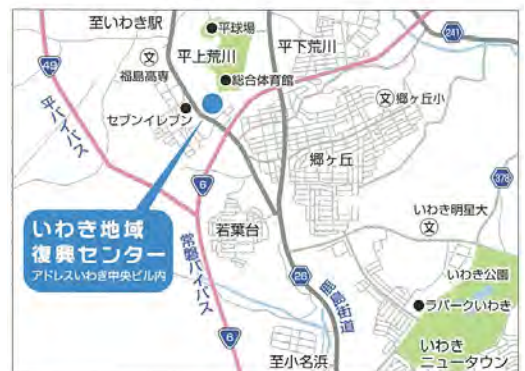 至いわき駅
平球場
241
平上荒川
平下荒川
49
文
福島高専
総合体育館
文 郷ヶ丘小
セブンイレブン
平バイパス
郷ヶ丘
6
378
いわき地域
復興センター
アドレスいわき中央ビル内
若葉台
いわき明星大
文
常磐バイパス
26
鹿島街道
いわき公園
ラパークいわき
6
いわき
ニュータウン
至小名浜